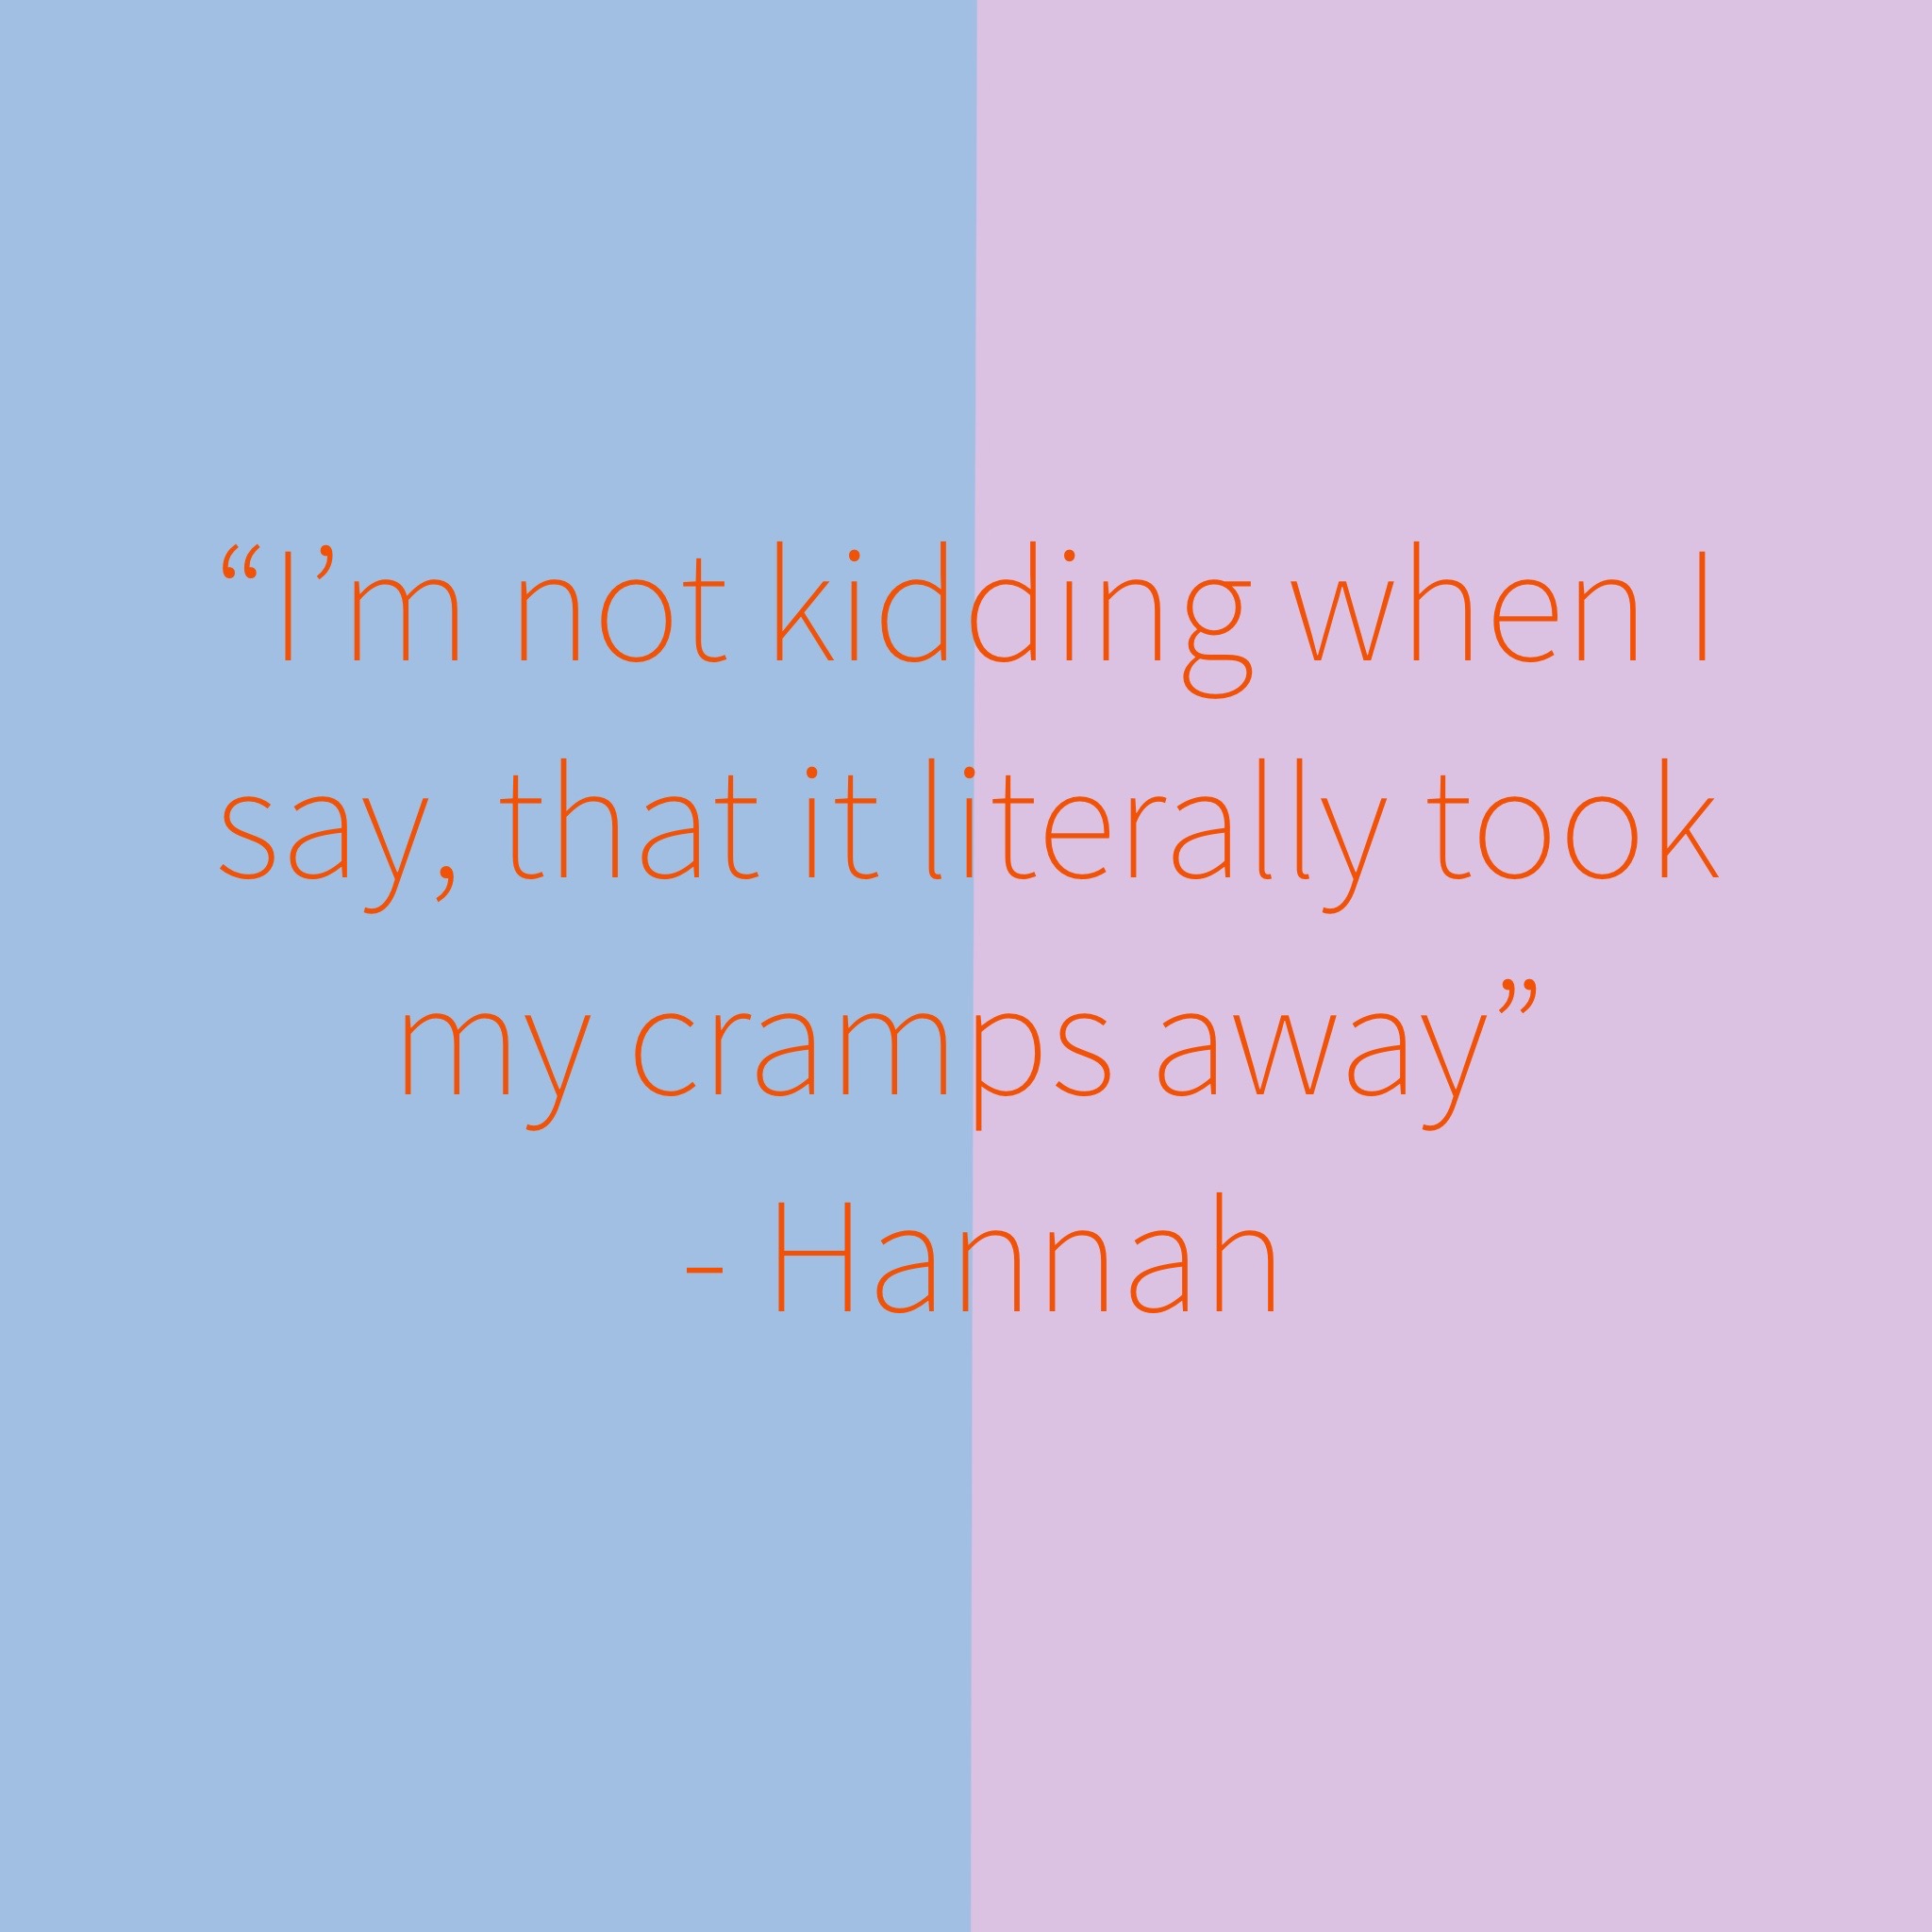 “I’m not kidding when I
say, that it literally took
my cramps away”
- Hannah